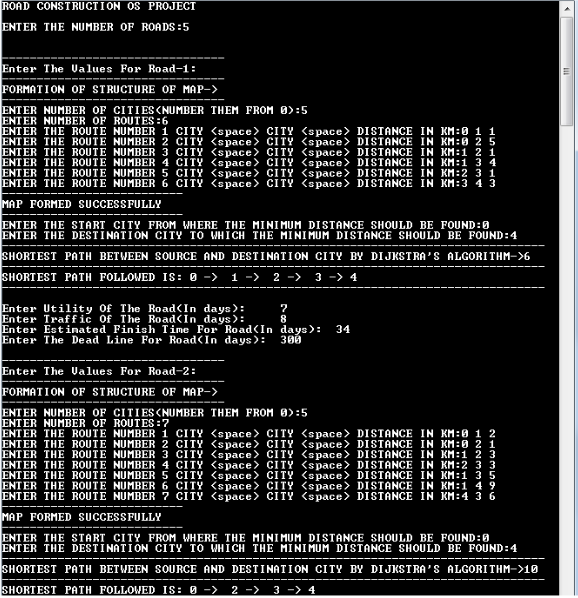 ROAD CONSTRUCTION OS PROJECT
ENTER THE NUMBER OF ROADS:5
Enter The Values For Road-1:
FORMATION OF STRUCTURE OF MAP->
ENTER NUMBER OF CITIES<NUMBER THEM FROM 0>:5
ENTER NUMBER OF ROUTES:6
ENTER THE ROUTE NUMBER 1 CITY <space> CITY <space> DISTANCE IN KM:0 1 1
ENTER THE ROUTE NUMBER 2 CITY <space> CITY <space> DISTANCE IN KM:0 2 5
ENTER THE ROUTE NUMBER 3 CITY <space> CITY <space> DISTANCE IN KM:1 2 1
ENTER THE ROUTE NUMBER 4 CITY <space> CITY <space> DISTANCE IN KM:1 3 4
ENTER THE ROUTE NUMBER 5 CITY <space> CITY <space> DISTANCE IN KM:2 3 1
ENTER THE ROUTE NUMBER 6 CITY <space> CITY <space> DISTANCE IN KM:3 4 3
MAP FORMED SUCCESSFULLY
ENTER THE START CITY FROM WHERE THE MINIMUM DISTANCE SHOULD BE FOUND:0
ENTER THE DESTINATION CITY TO WHICH THE MINIMUM DISTANCE SHOULD BE FOUND:4
SHORTEST PATH BETWEEN SOURCE AND DESTINATION CITY BY DIJKSTRA'S ALGORITHM->6
SHORTEST PATH FOLLOWED IS: 0 -> 1 -> 2 -> 3 -> 4
Enter Utility Of The Road(In days): 7
Enter Traffic Of The Road(In days): 8
Enter Estimated Finish Time For Road(In days): 34
Enter The Dead Line For Road(In days): 300
Enter The Values For Road-2:
FORMATION OF STRUCTURE OF MAP->
ENTER NUMBER OF CITIES<NUMBER THEM FROM 0>:5
ENTER NUMBER OF ROUTES:7
ENTER THE ROUTE NUMBER 1 CITY <space> CITY <space> DISTANCE IN KM:0 1 2
ENTER THE ROUTE NUMBER 2 CITY <space> CITY <space> DISTANCE IN KM:0 2 1
ENTER THE ROUTE NUMBER 3 CITY <space> CITY <space> DISTANCE IN KM:1 2 3
ENTER THE ROUTE NUMBER 4 CITY <space> CITY <space> DISTANCE IN KM:2 3 3
ENTER THE ROUTE NUMBER 5 CITY <space> CITY <space> DISTANCE IN KM:1 3 5
ENTER THE ROUTE NUMBER 6 CITY <space> CITY <space> DISTANCE IN KM:1 4 9
ENTER THE ROUTE NUMBER 7 CITY <space> CITY <space> DISTANCE IN KM:4 3 6
MAP FORMED SUCCESSFULLY
ENTER THE START CITY FROM WHERE THE MINIMUM DISTANCE SHOULD BE FOUND:0
ENTER THE DESTINATION CITY TO WHICH THE MINIMUM DISTANCE SHOULD BE FOUND:4
SHORTEST PATH BETWEEN SOURCE AND DESTINATION CITY BY DIJKSTRA'S ALGORITHM->10
SHORTEST PATH FOLLOWED IS: 0 -> 2 -> 3 -> 4